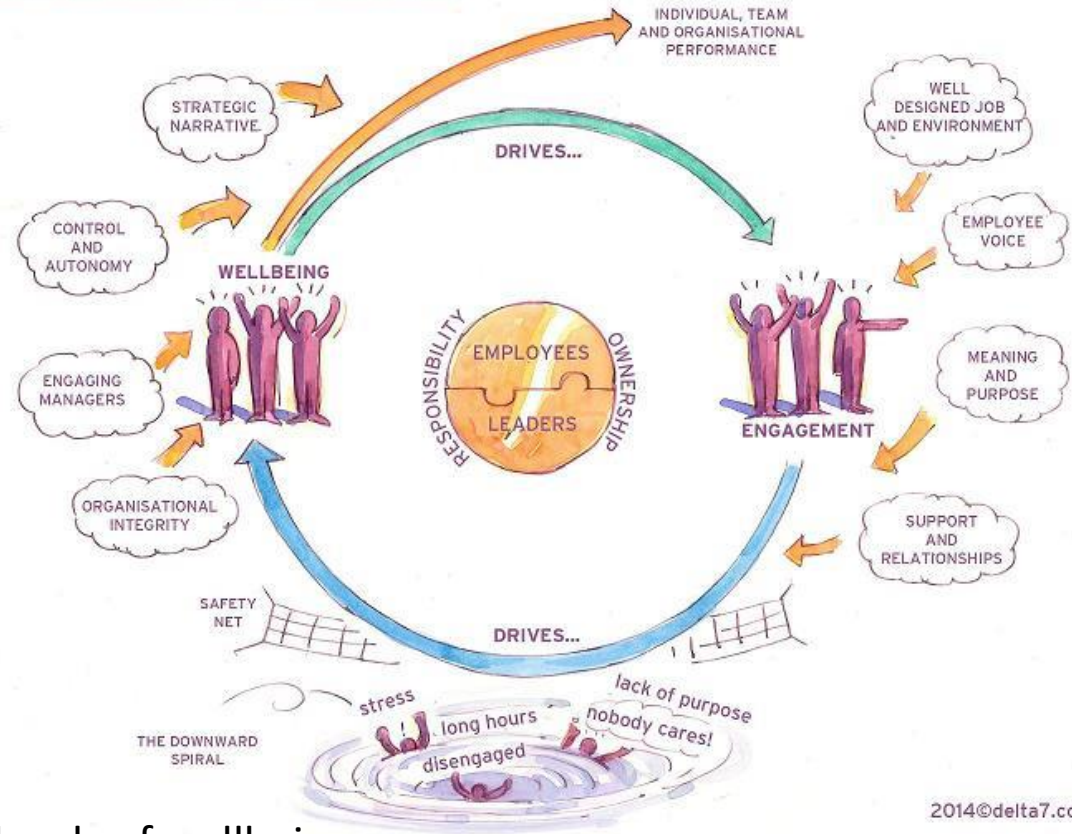 INDIVIDUAL, TEAM
AND ORGANISATIONAL
PERFORMANCE
STRATEGIC
NARRATIVE
WELL
DESIGNED JOB
AND ENVIRONMENT
DRIVES...
CONTROL
AND
AUTONOMY
EMPLOYEE
VOICE
WELLBEING
RESPONSIBILITY
EMPLOYEES
LEADERS
OWNERSHIP
ENGAGING
MANAGERS
MEANING
AND
PURPOSE
ENGAGEMENT
ORGANISATIONAL
INTEGRITY
SUPPORT
AND
RELATIONSHIPS
SAFETY
NET
DRIVES...
stress
long hours
disengaged
lack of purpose
nobody cares!
THE DOWNWARD
SPIRAL
2014©delta7.co